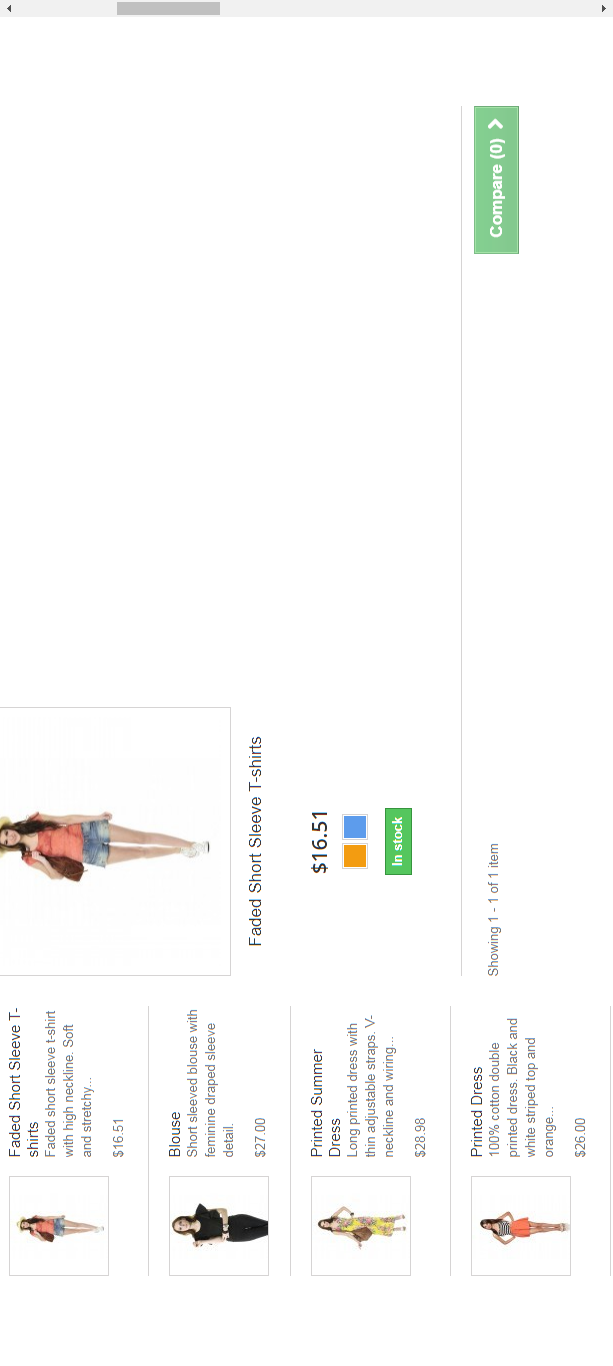 Faded Short Sleeve T-
shirts
Faded short sleeve t-shirt
with high neckline. Soft
and stretchy...
$16.51
Blouse
Short sleeved blouse with
feminine draped sleeve
detail.
$27.00
Printed Summer
Dress
Long printed dress with
thin adjustable straps. V-
neckline and wiring...
$28.98
Printed Dress
100% cotton double
printed dress. Black and
white striped top and
orange...
$26.00
Faded Short Sleeve T-shirts
$16.51
In stock
Showing 1 - 1 of 1 item
Compare (0)